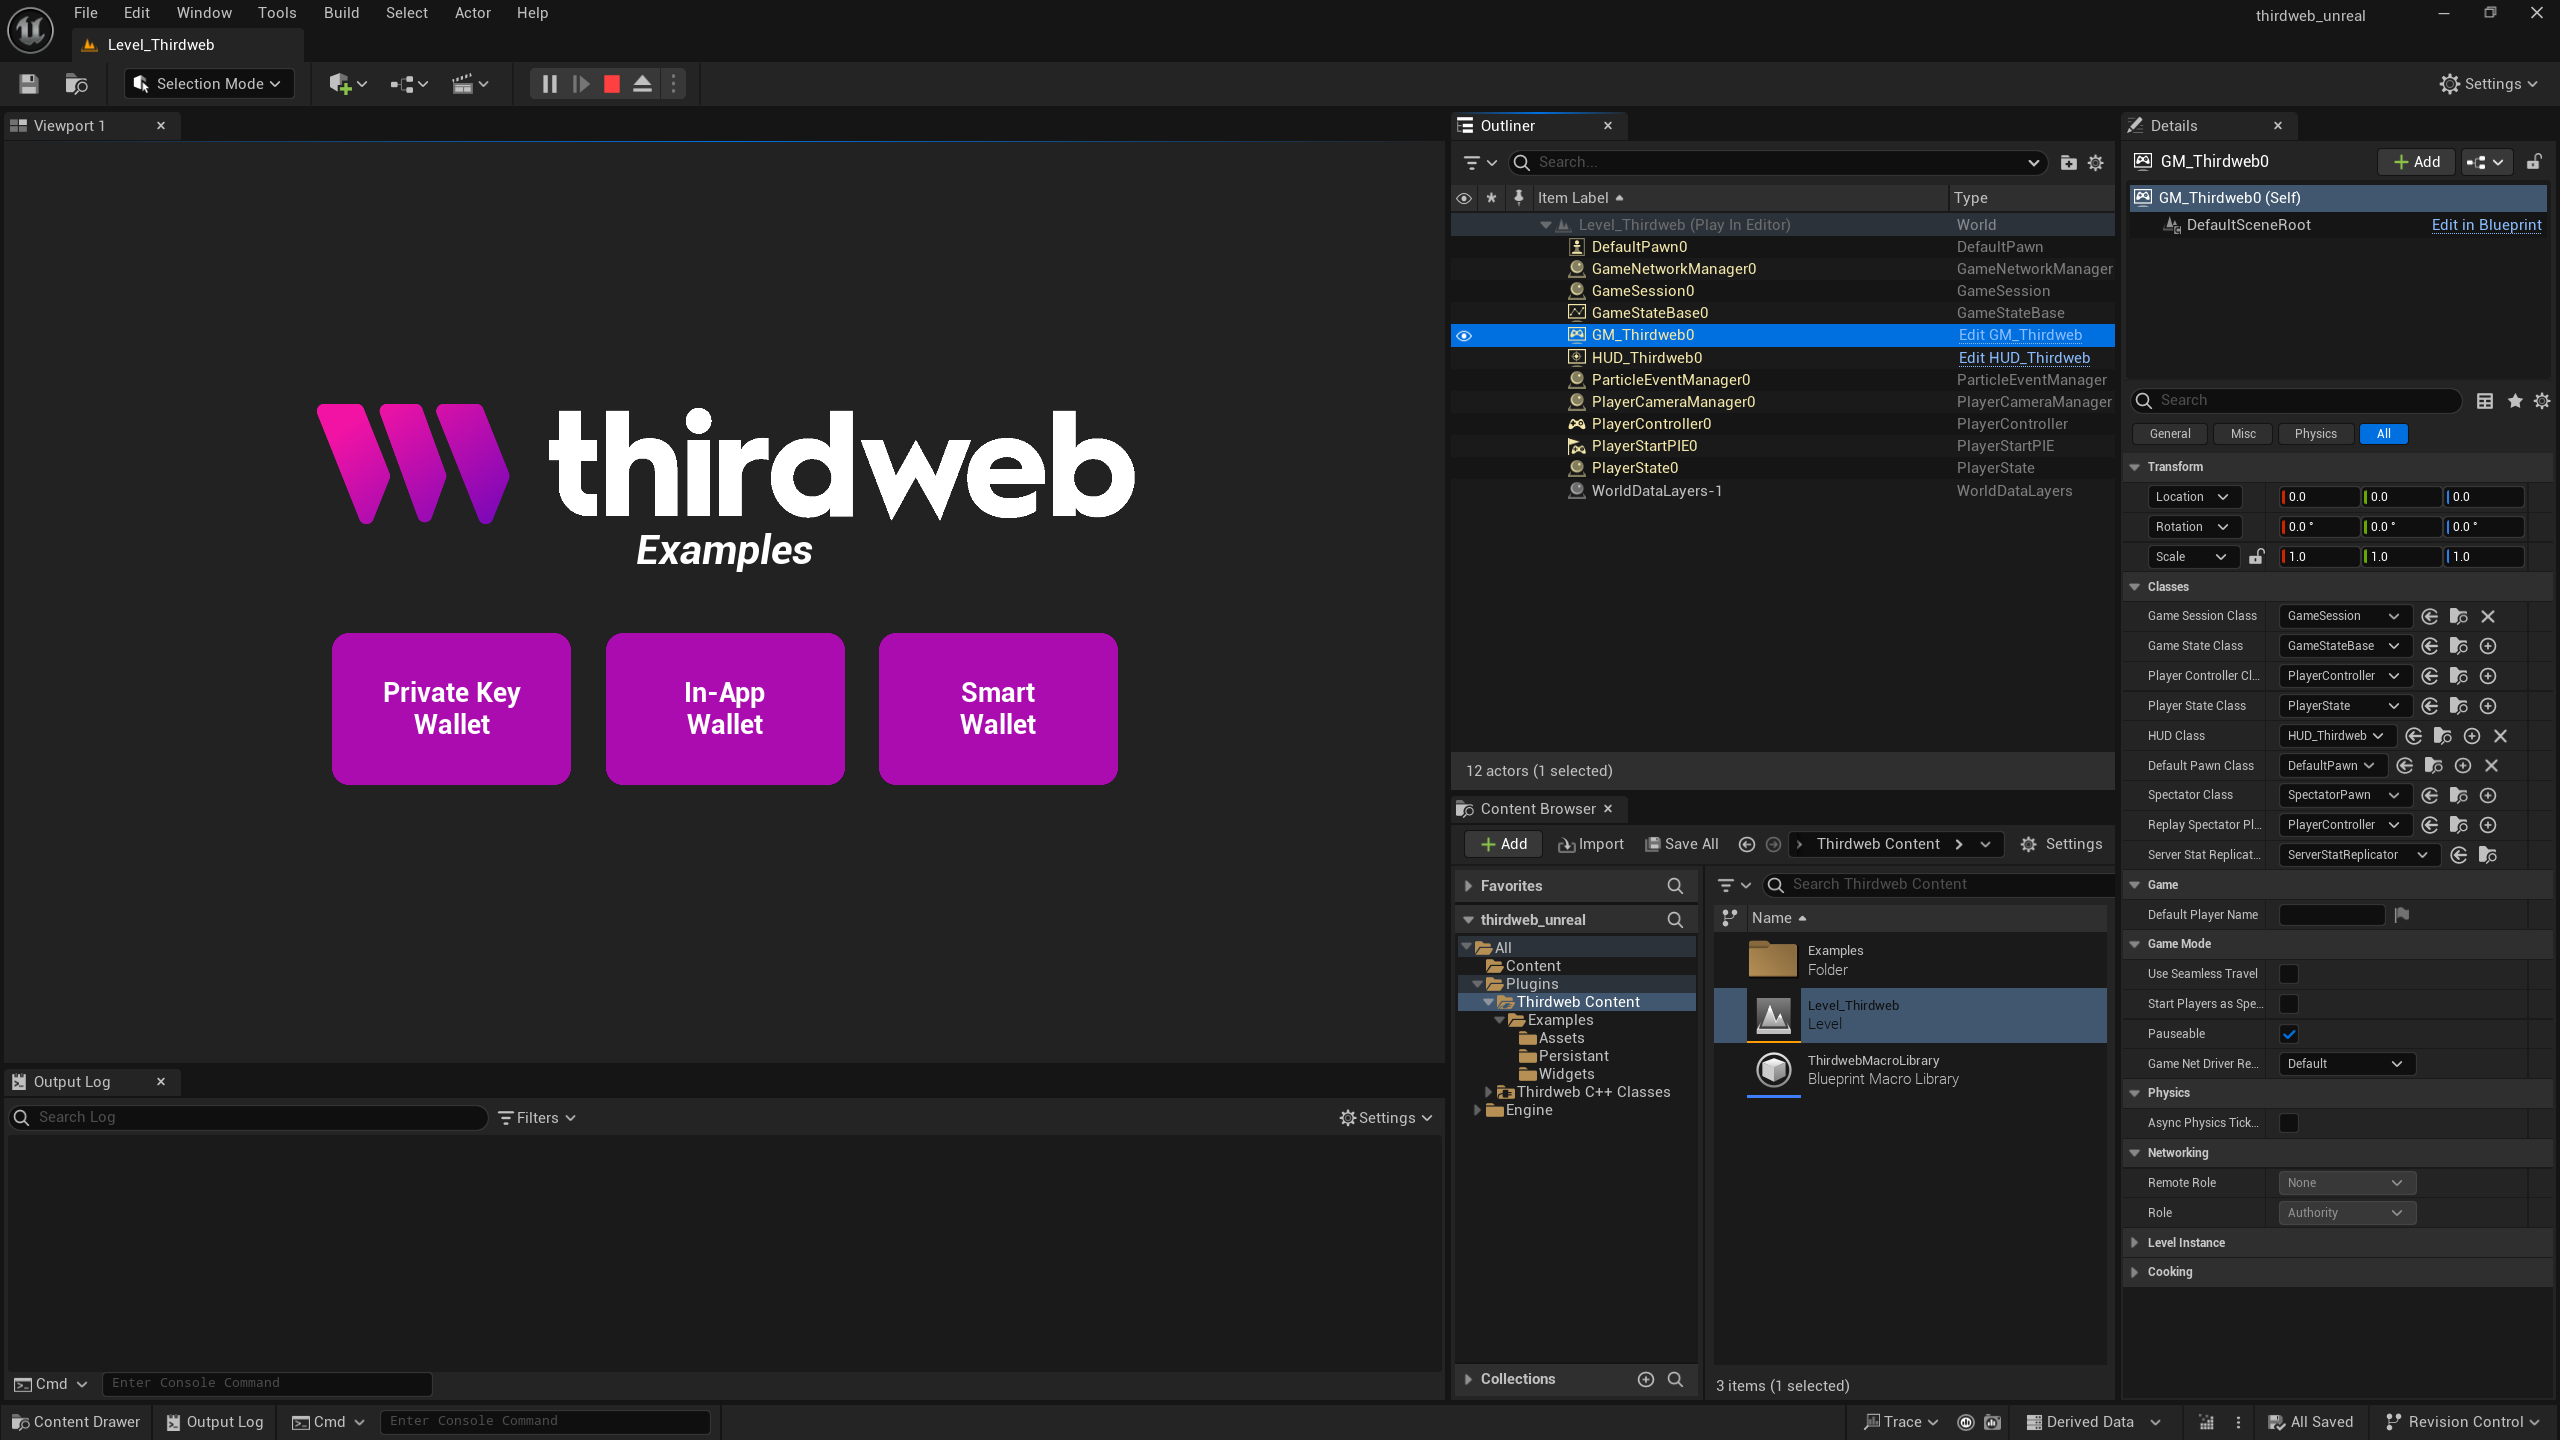 File Edit Window Tools Build Select Actor Help
thirdweb_unreal
Level_Thirdweb
Selection Mode
Settings
Viewport 1
thirdweb
Examples
Private Key
Wallet
In-App
Wallet
Smart
Wallet
Output Log
Search Log
Filters
Settings
Cmd
Enter Console Command
Outliner
Search...
Item Label Type
Level_Thirdweb (Play In Editor) World
DefaultPawn0 DefaultPawn
GameNetworkManager0 GameNetworkManager
GameSession0 GameSession
GameStateBase0 GameStateBase
GM_Thirdweb0 Edit GM_Thirdweb
HUD_Thirdweb0 Edit HUD_Thirdweb
ParticleEventManager0 ParticleEventManager
PlayerCameraManager0 PlayerCameraManager
PlayerController0 PlayerController
PlayerStartPIE0 PlayerStartPIE
PlayerState0 PlayerState
WorldDataLayers-1 WorldDataLayers
12 actors (1 selected)
Content Browser
Add Import Save All Thirdweb Content Settings
Favorites
thirdweb_unreal
All
Content
Plugins
Thirdweb Content
Examples
Assets
Persistant
Widgets
Thirdweb C++ Classes
Engine
Collections
Search Thirdweb Content
Name
Examples
Folder
Level_Thirdweb
Level
ThirdwebMacroLibrary
Blueprint Macro Library
3 items (1 selected)
Details
GM_Thirdweb0
Add
GM_Thirdweb0 (Self)
DefaultSceneRoot Edit in Blueprint
Search
General Misc Physics All
Transform
Location 0.0 0.0 0.0
Rotation 0.0 ° 0.0 ° 0.0 °
Scale 1.0 1.0 1.0
Classes
Game Session Class GameSession
Game State Class GameStateBase
Player Controller Cl... PlayerController
Player State Class PlayerState
HUD Class HUD_Thirdweb
Default Pawn Class DefaultPawn
Spectator Class SpectatorPawn
Replay Spectator Pl... PlayerController
Server Stat Replicat... ServerStatReplicator
Game
Default Player Name
Game Mode
Use Seamless Travel
Start Players as Spe...
Pauseable
Game Net Driver Re... Default
Physics
Async Physics Tick...
Networking
Remote Role None
Role Authority
Level Instance
Cooking
Content Drawer Output Log Cmd Enter Console Command
Trace Derived Data All Saved Revision Control